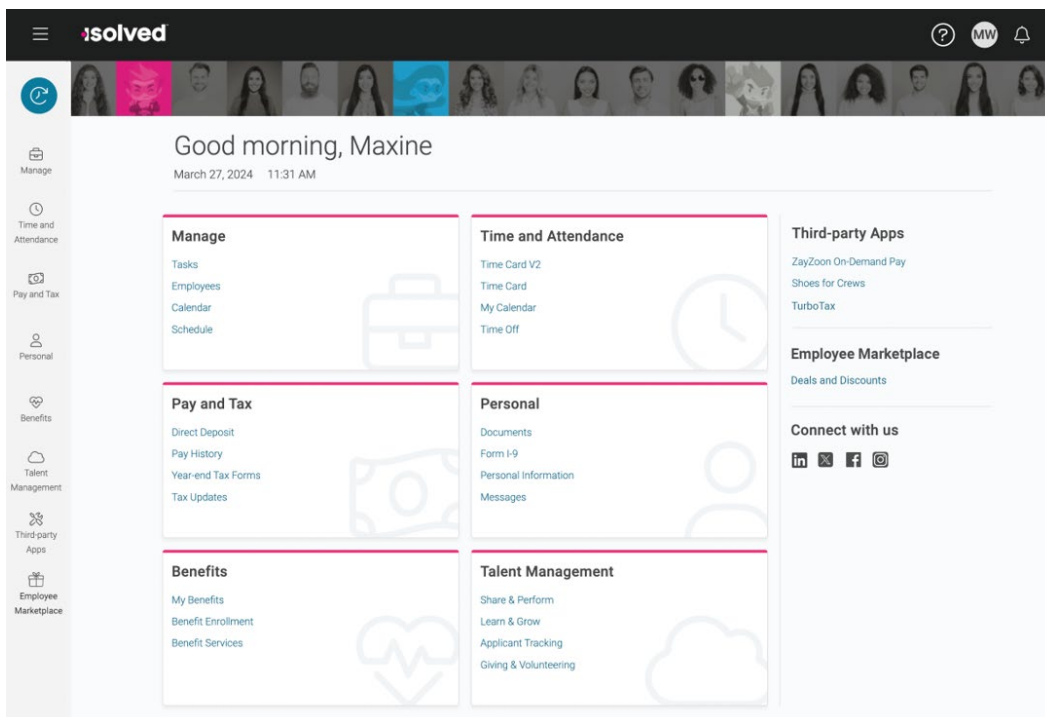 isolved
?
MW
Manage
Time and
Attendance
Pay and Tax
Personal
Benefits
Talent
Management
Third-party
Apps
Employee
Marketplace
Good morning, Maxine
March 27, 2024 11:31 AM
Manage
Tasks
Employees
Calendar
Schedule
Time and Attendance
Time Card V2
Time Card
My Calendar
Time Off
Pay and Tax
Direct Deposit
Pay History
Year-end Tax Forms
Tax Updates
Personal
Documents
Form I-9
Personal Information
Messages
Benefits
My Benefits
Benefit Enrollment
Benefit Services
Talent Management
Share & Perform
Learn & Grow
Applicant Tracking
Giving & Volunteering
Third-party Apps
ZayZoon On-Demand Pay
Shoes for Crews
TurboTax
Employee Marketplace
Deals and Discounts
Connect with us
in X f